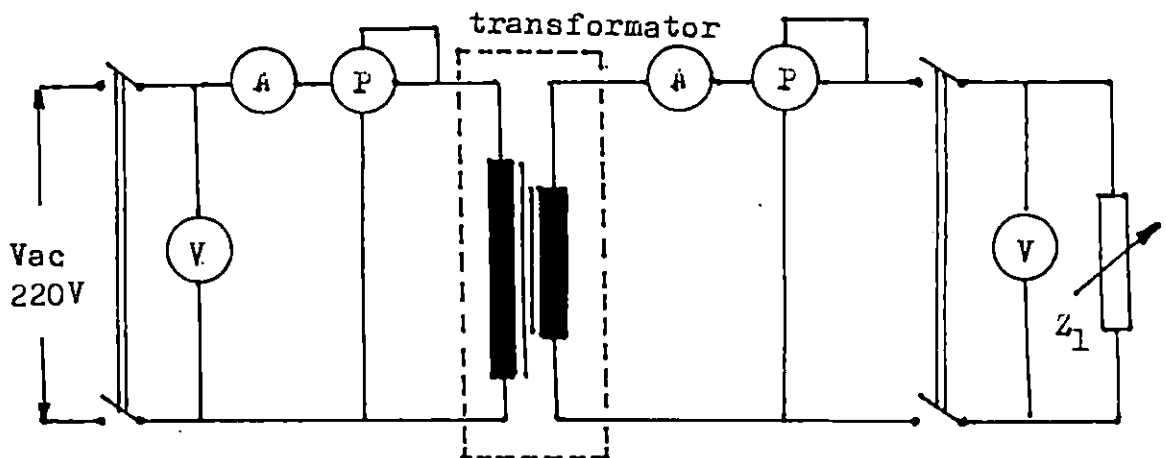 transformator
A
P
A
P
V
V
Vac
220V
Z1